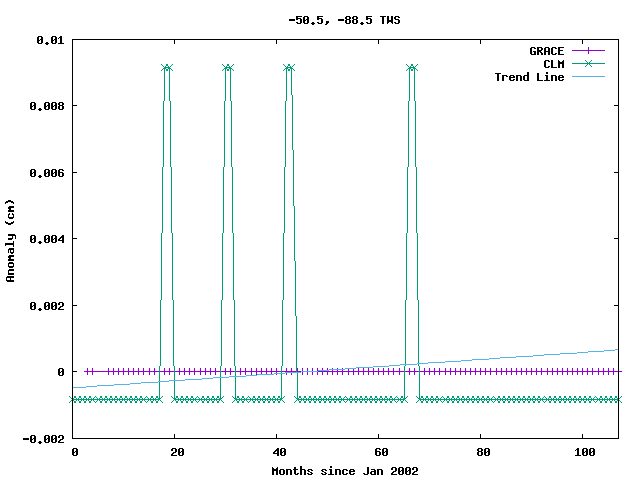 -50.5, -88.5 TWS
0.01
GRACE
CLM
Trend Line
0.008
0.006
0.004
0.002
0
-0.002
Anomaly (cm)
0 20 40 60 80 100
Months since Jan 2002